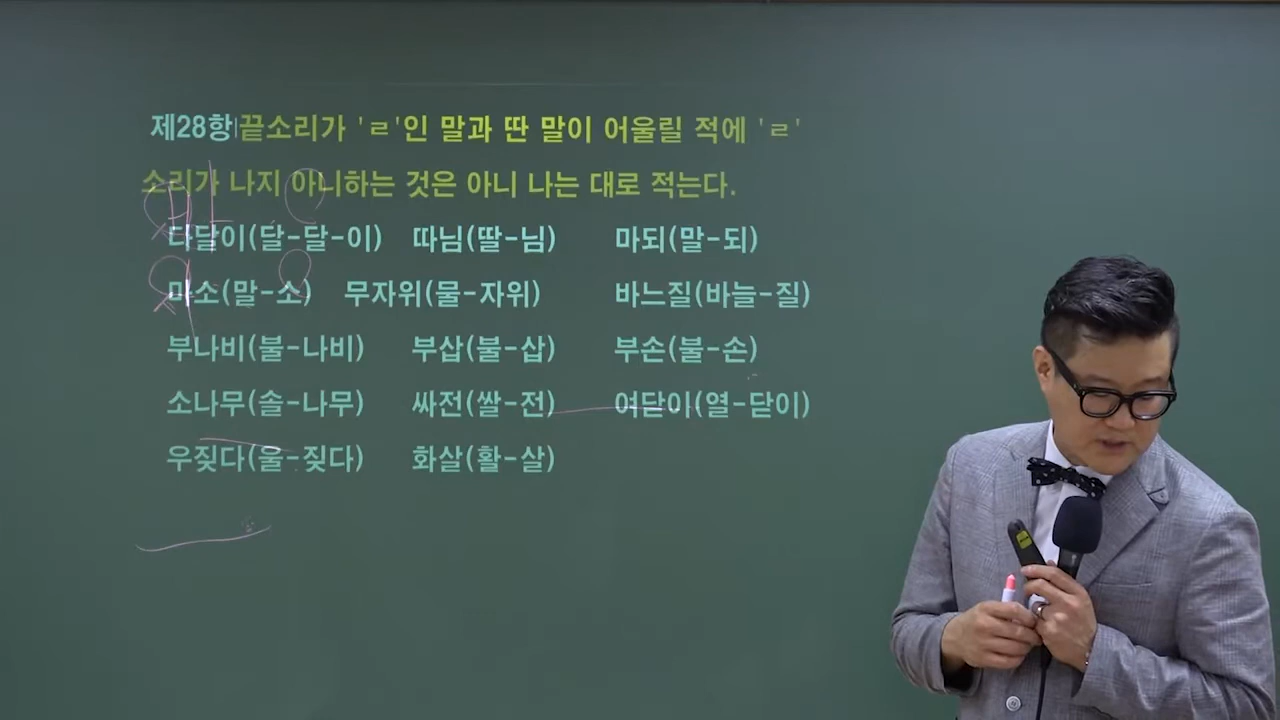 제28항 끝소리가 'ㄹ'인 말과 딴 말이 어울릴 적에 'ㄹ'
소리가 나지 아니하는 것은 아니 나는 대로 적는다.
다달이(달-달-이) 따님(딸-님) 마되(말-되)
마소(말-소) 무자위(물-자위) 바느질(바늘-질)
부나비(불-나비) 부삽(불-삽) 부손(불-손)
소나무(솔-나무) 싸전(쌀-전) 여닫이(열-닫이)
우짖다(울-짖다) 화살(활-살)